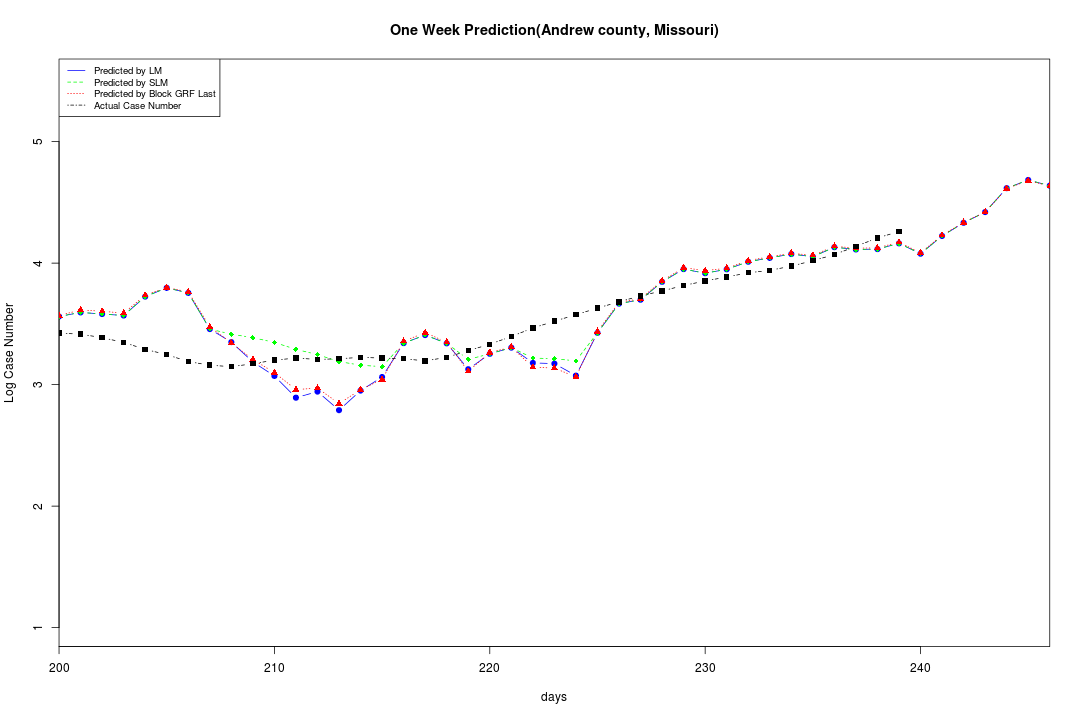 One Week Prediction(Andrew county, Missouri)
Predicted by LM
Predicted by SLM
Predicted by Block GRF Last
Actual Case Number
5
4
3
2
1
Log Case Number
200 210 220 230 240
days